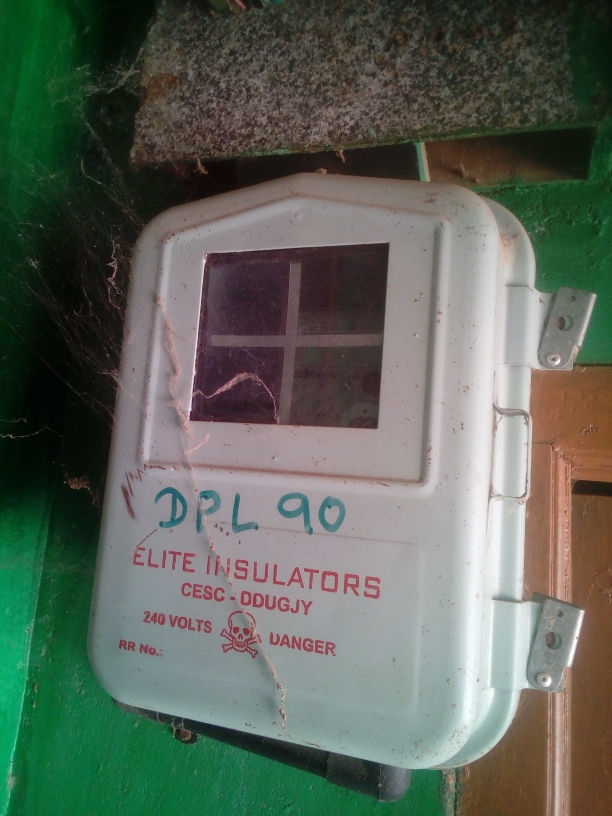 DPL 90
ELITE INSULATORS
CESC - DDUGJY
240 VOLTS DANGER
RR No.: